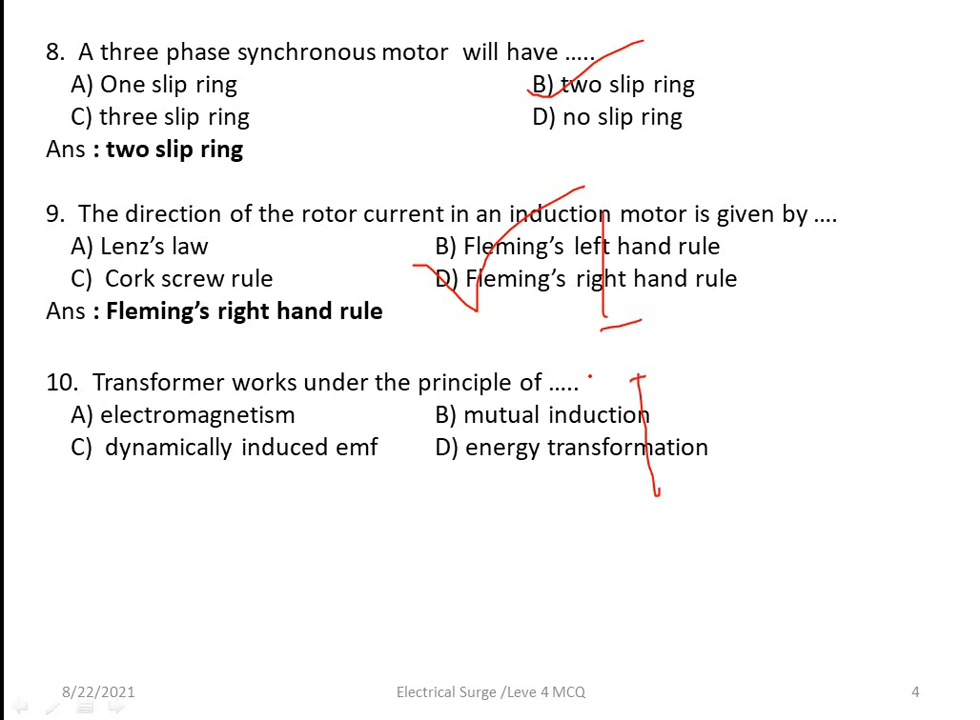 8. A three phase synchronous motor will have .....
A) One slip ring B) two slip ring
C) three slip ring D) no slip ring
Ans : two slip ring
9. The direction of the rotor current in an induction motor is given by ....
A) Lenz’s law B) Fleming’s left hand rule
C) Cork screw rule D) Fleming’s right hand rule
Ans : Fleming’s right hand rule
10. Transformer works under the principle of .....
A) electromagnetism B) mutual induction
C) dynamically induced emf D) energy transformation
8/22/2021 Electrical Surge /Leve 4 MCQ 4